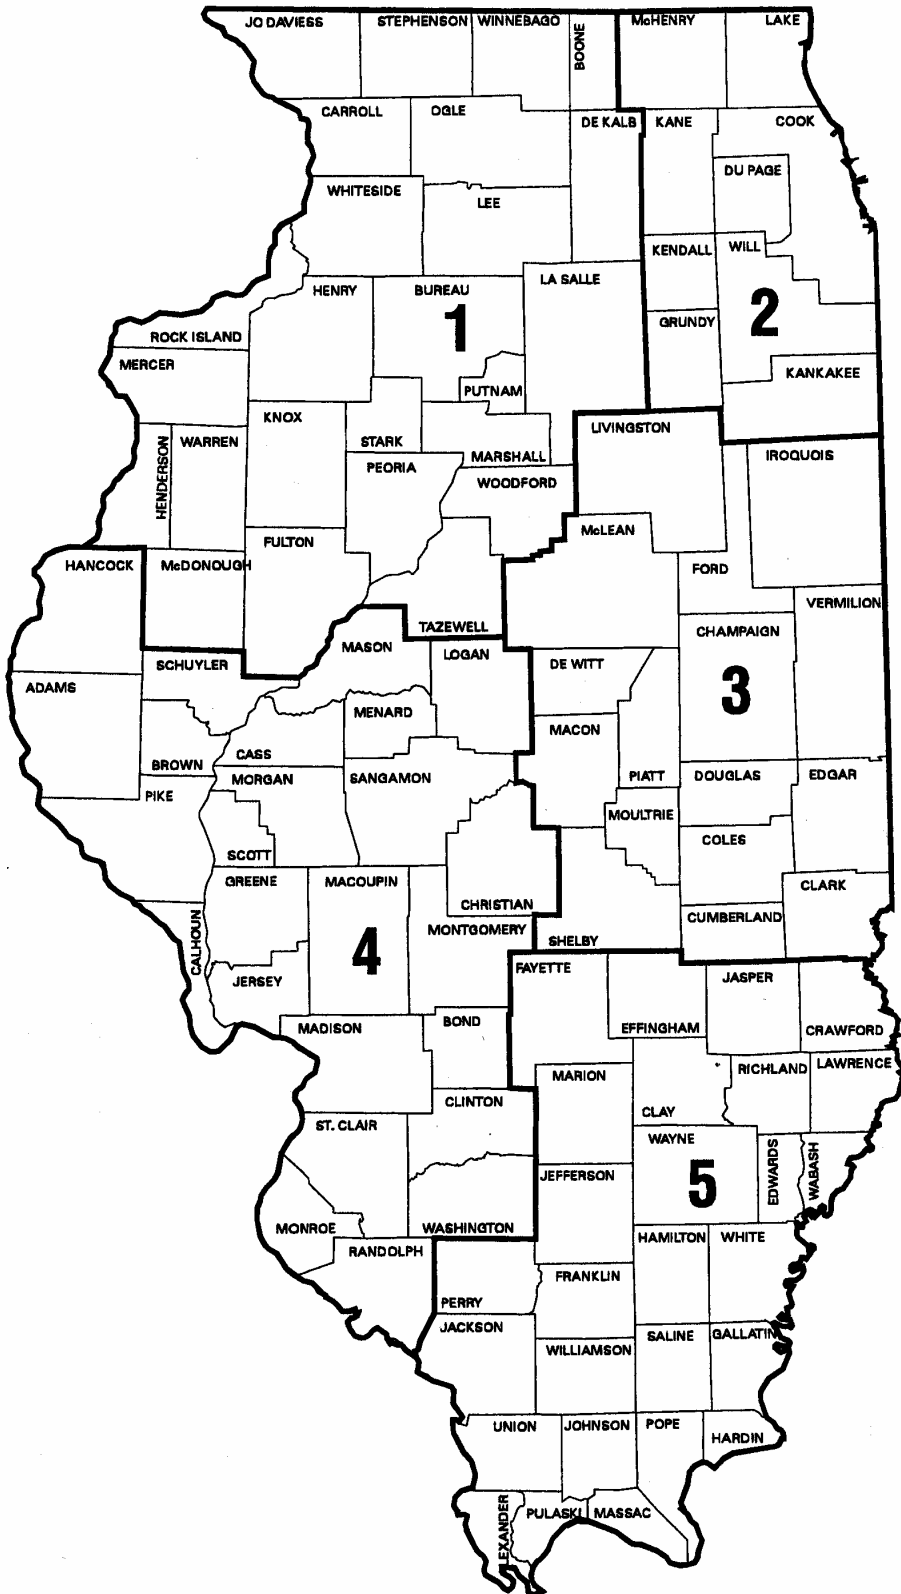 JO DAVIESS
STEPHENSON
WINNEBAGO
BOONE
McHENRY
LAKE
CARROLL
OGLE
DE KALB
KANE
COOK
DU PAGE
WHITESIDE
LEE
KENDALL
WILL
HENRY
BUREAU
LA SALLE
1
2
GRUNDY
ROCK ISLAND
MERCER
KANKAKEE
PUTNAM
KNOX
LIVINGSTON
WARREN
STARK
HENDERSON
MARSHALL
IROQUOIS
PEORIA
WOODFORD
McLEAN
FULTON
HANCOCK
McDONOUGH
FORD
VERMILION
TAZEWELL
CHAMPAIGN
MASON
LOGAN
SCHUYLER
DE WITT
ADAMS
3
MENARD
MACON
CASS
BROWN
MORGAN
SANGAMON
PIATT
DOUGLAS
EDGAR
PIKE
MOULTRIE
COLES
SCOTT
GREENE
MACOUPIN
CLARK
CHRISTIAN
CUMBERLAND
CALHOUN
MONTGOMERY
SHELBY
4
FAYETTE
JERSEY
JASPER
MADISON
BOND
EFFINGHAM
CRAWFORD
MARION
RICHLAND
LAWRENCE
CLINTON
CLAY
ST. CLAIR
WAYNE
EDWARDS
WABASH
JEFFERSON
5
MONROE
WASHINGTON
RANDOLPH
HAMILTON
WHITE
FRANKLIN
PERRY
JACKSON
SALINE
GALLATIN
WILLIAMSON
UNION
JOHNSON
POPE
HARDIN
LEXANDER
PULASKI
MASSAC